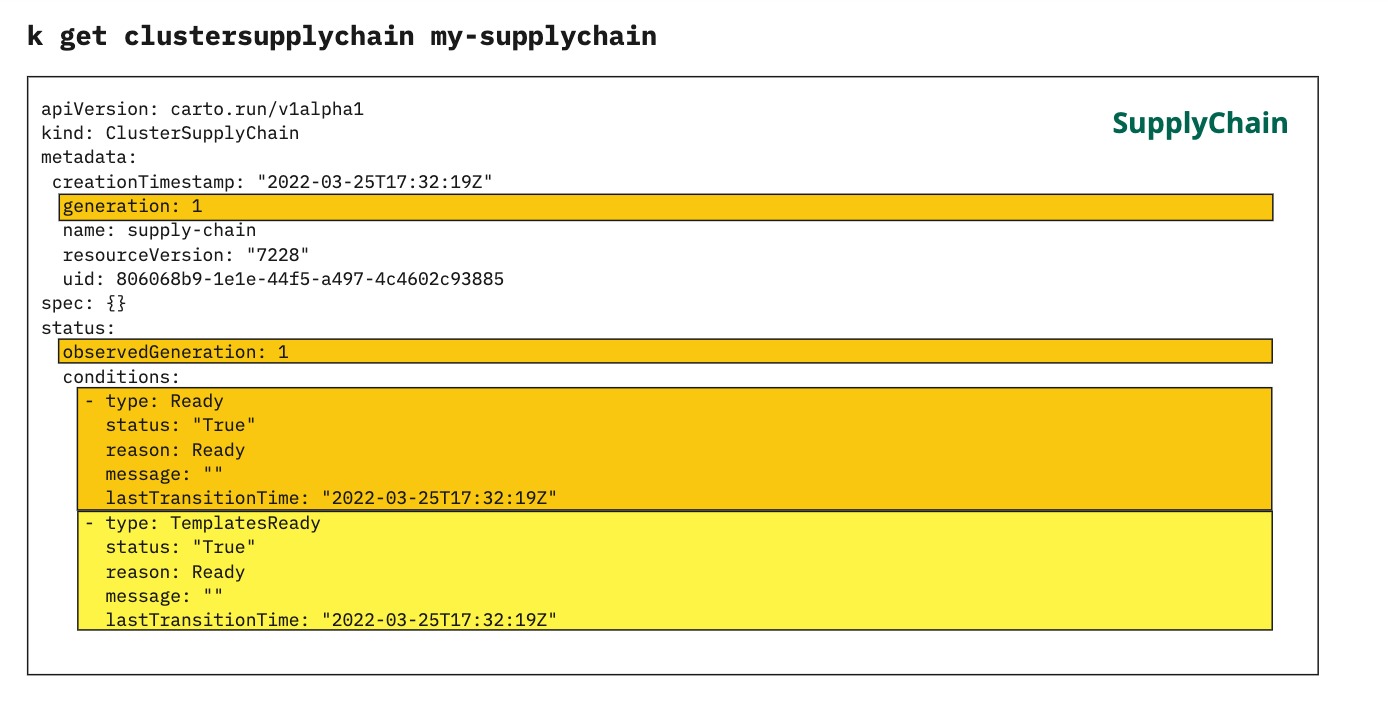 k get clustersupplychain my-supplychain
SupplyChain
apiVersion: carto.run/v1alpha1
kind: ClusterSupplyChain
metadata:
 creationTimestamp: "2022-03-25T17:32:19Z"
  generation: 1
  name: supply-chain
  resourceVersion: "7228"
  uid: 806068b9-1e1e-44f5-a497-4c4602c93885
spec: {}
status:
  observedGeneration: 1
  conditions:
    - type: Ready
      status: "True"
      reason: Ready
      message: ""
      lastTransitionTime: "2022-03-25T17:32:19Z"
    - type: TemplatesReady
      status: "True"
      reason: Ready
      message: ""
      lastTransitionTime: "2022-03-25T17:32:19Z"